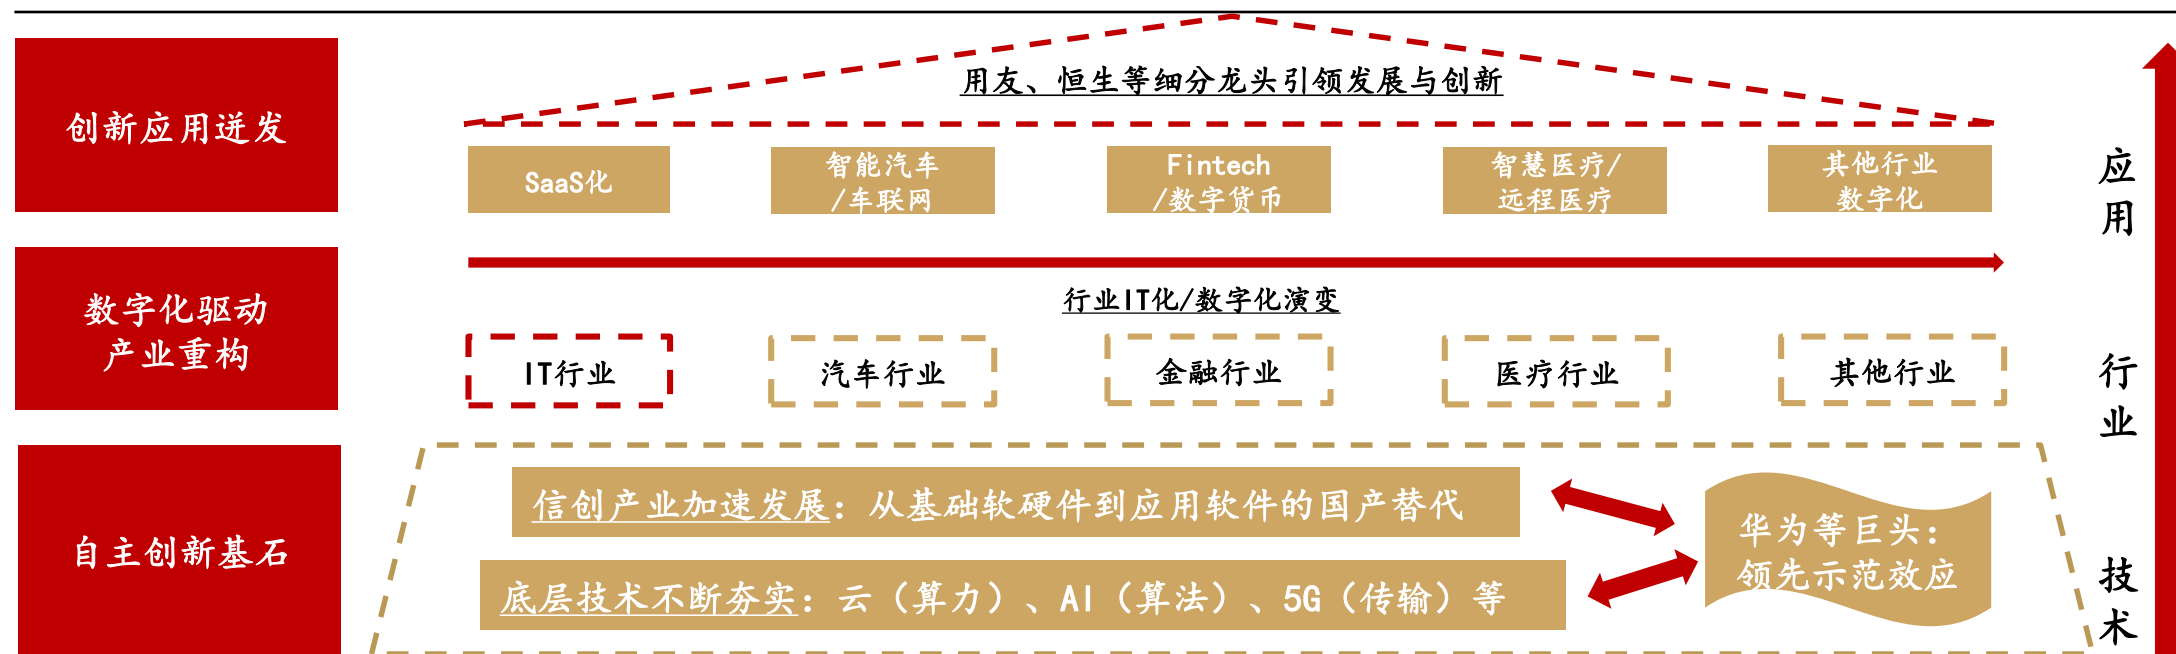 用友、恒生等细分龙头引领发展与创新
创新应用迸发
SaaS化
智能汽车
/车联网
Fintech
/数字货币
智慧医疗/
远程医疗
其他行业
数字化
应
用
数字化驱动
产业重构
行业IT化/数字化演变
IT行业
汽车行业
金融行业
医疗行业
其他行业
行
业
自主创新基石
信创产业加速发展：从基础软硬件到应用软件的国产替代
底层技术不断夯实：云（算力）、AI（算法）、5G（传输）等
华为等巨头：
领先示范效应
技
术